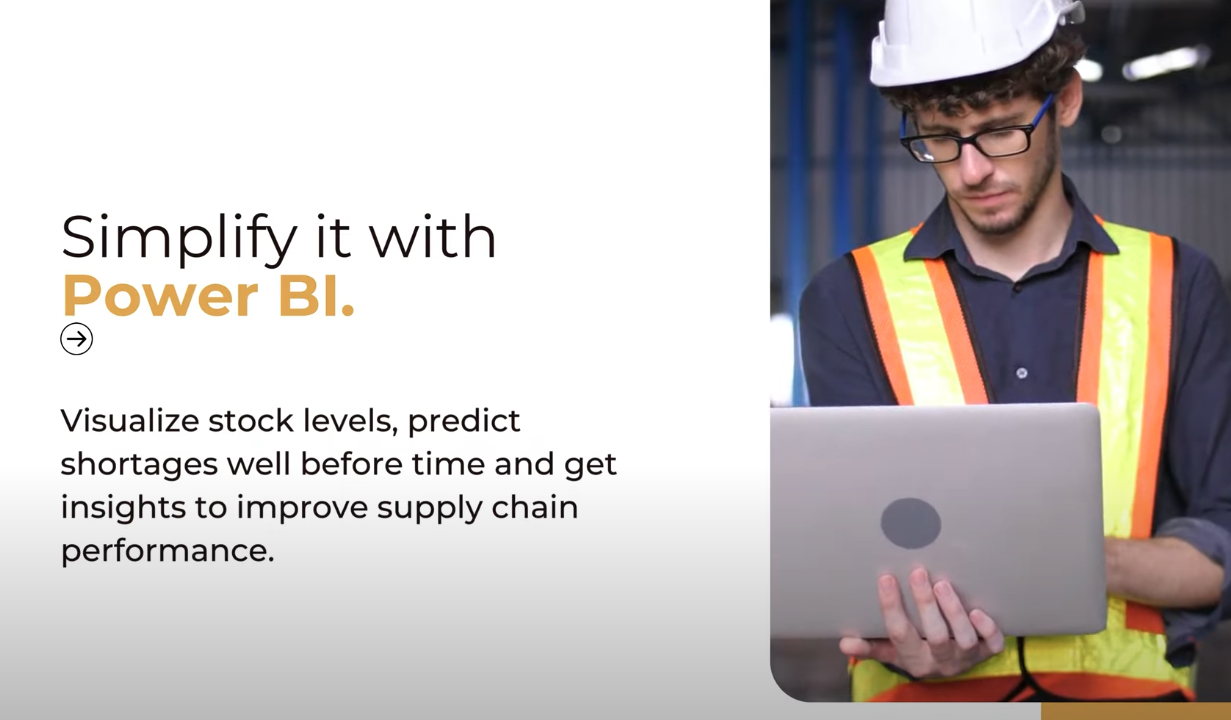 Simplify it with
Power BI.
Visualize stock levels, predict
shortages well before time and get
insights to improve supply chain
performance.